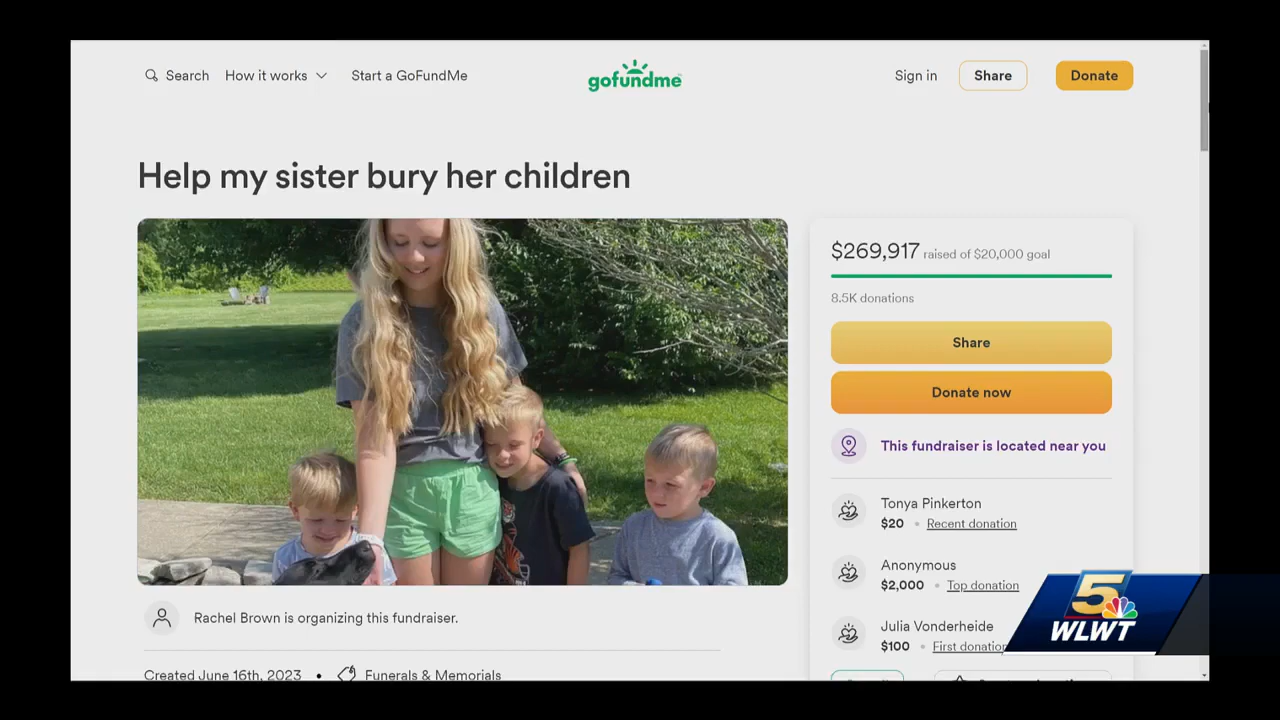 Search How it works Start a GoFundMe gofundme Sign in Share Donate
Help my sister bury her children
$269,917 raised of $20,000 goal
8.5K donations
Share
Donate now
This fundraiser is located near you
Tonya Pinkerton
$20 • Recent donation
Anonymous
$2,000 • Top donation
Julia Vonderheide
$100 • First donation
Rachel Brown is organizing this fundraiser.
Created June 16th, 2023 • Funerals & Memorials
5
WLWT